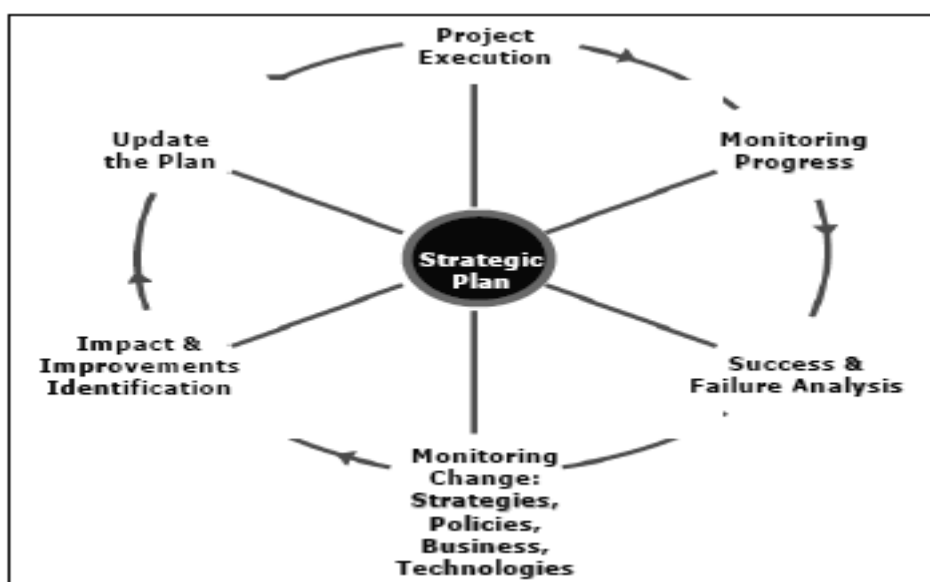 Project
Execution
Monitoring
Progress
Success &
Failure Analysis
Monitoring
Change:
Strategies,
Policies,
Business,
Technologies
Impact &
Improvements
Identification
Update
the Plan
Strategic
Plan